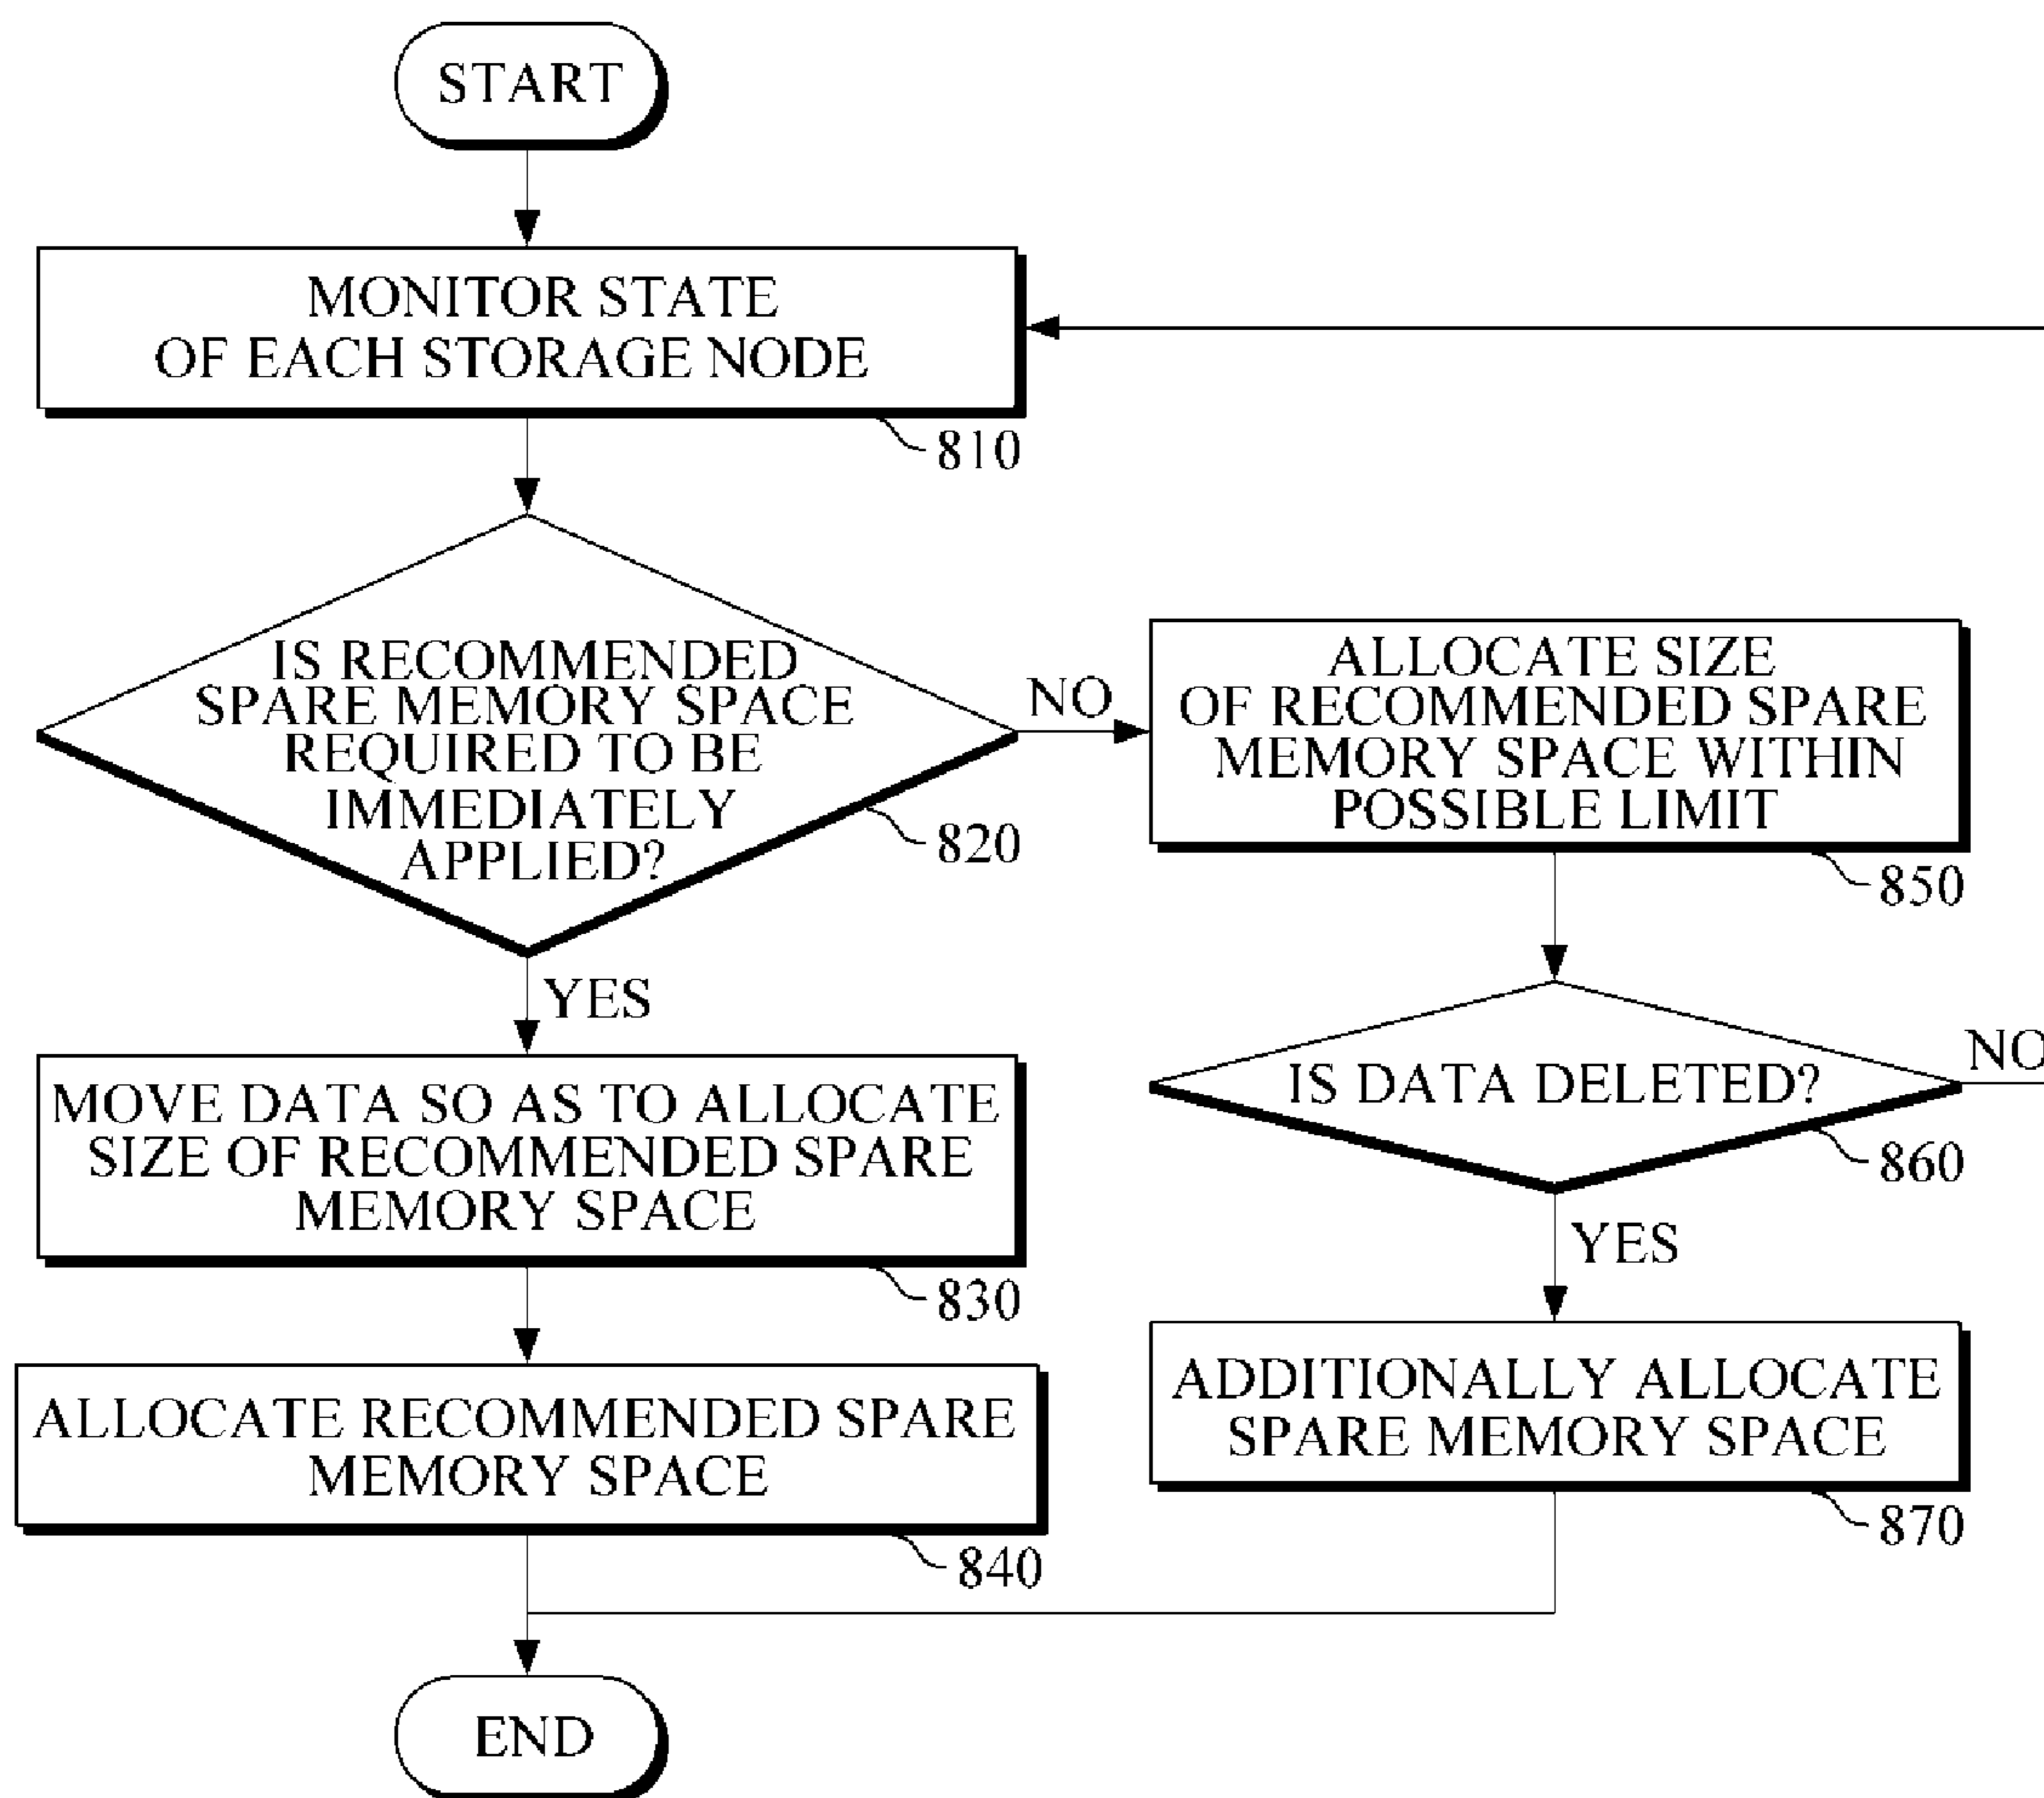 START
MONITOR STATE
OF EACH STORAGE NODE
810
IS RECOMMENDED
SPARE MEMORY SPACE
REQUIRED TO BE
IMMEDIATELY
APPLIED?
820
NO
YES
ALLOCATE SIZE
OF RECOMMENDED SPARE
MEMORY SPACE WITHIN
POSSIBLE LIMIT
850
IS DATA DELETED?
860
NO
YES
MOVE DATA SO AS TO ALLOCATE
SIZE OF RECOMMENDED SPARE
MEMORY SPACE
830
ALLOCATE RECOMMENDED SPARE
MEMORY SPACE
840
ADDITIONALLY ALLOCATE
SPARE MEMORY SPACE
870
END